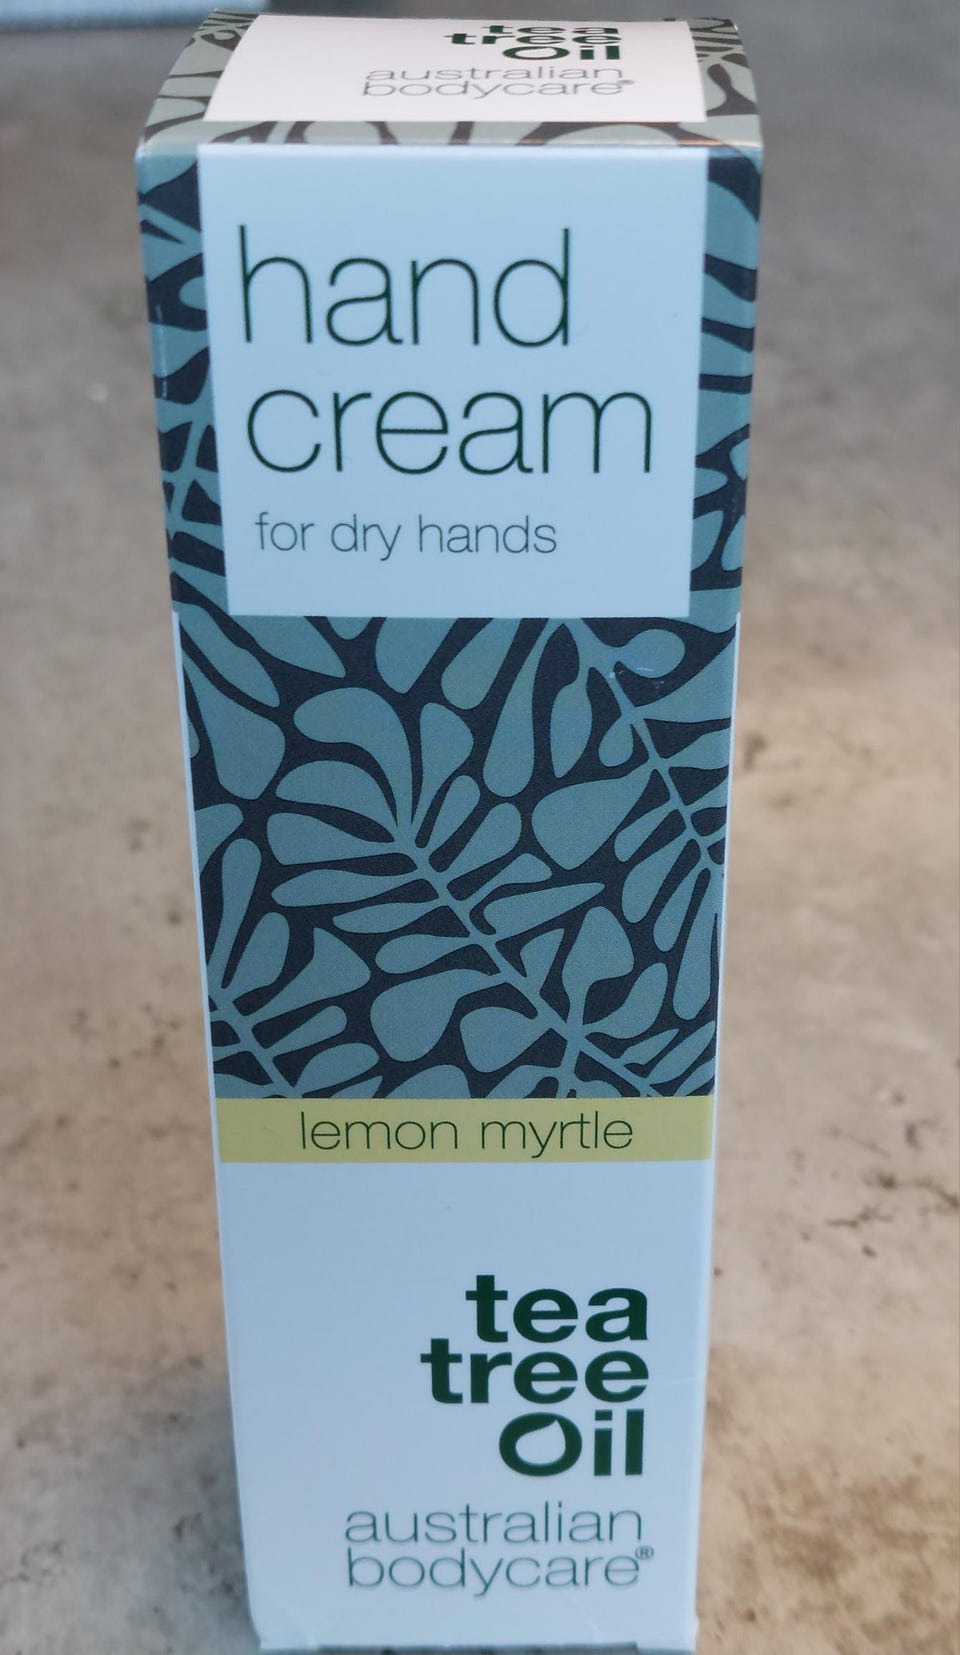 tea
tree
oil
australian
bodycare®
hand
cream
for dry hands
lemon myrtle
tea
tree
oil
australian
bodycare®